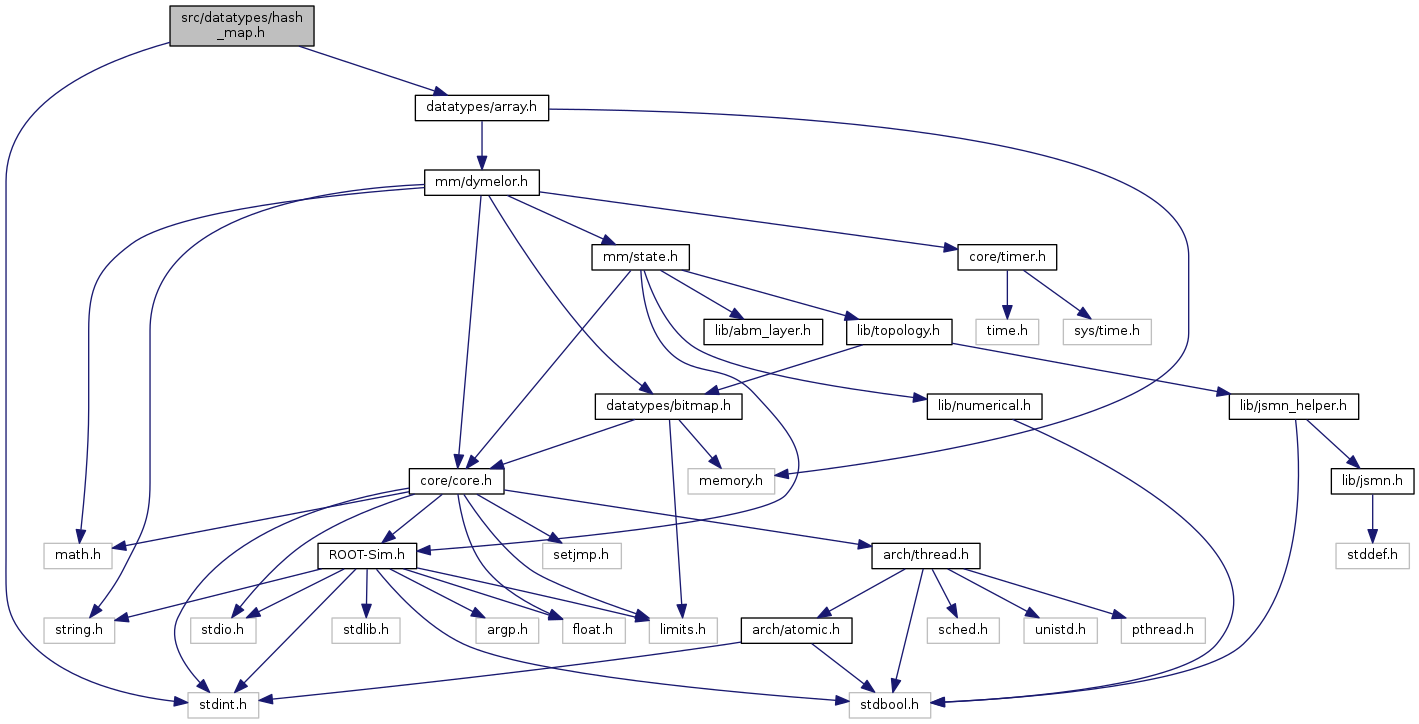 src/datatypes/hash
_map.h
datatypes/array.h
mm/dymelor.h
mm/state.h
core/timer.h
lib/abm_layer.h
lib/topology.h
time.h
sys/time.h
datatypes/bitmap.h
lib/numerical.h
lib/jsmn_helper.h
core/core.h
memory.h
lib/jsmn.h
math.h
ROOT-Sim.h
setjmp.h
arch/thread.h
stddef.h
string.h
stdio.h
stdlib.h
argp.h
float.h
limits.h
arch/atomic.h
sched.h
unistd.h
pthread.h
stdint.h
stdbool.h